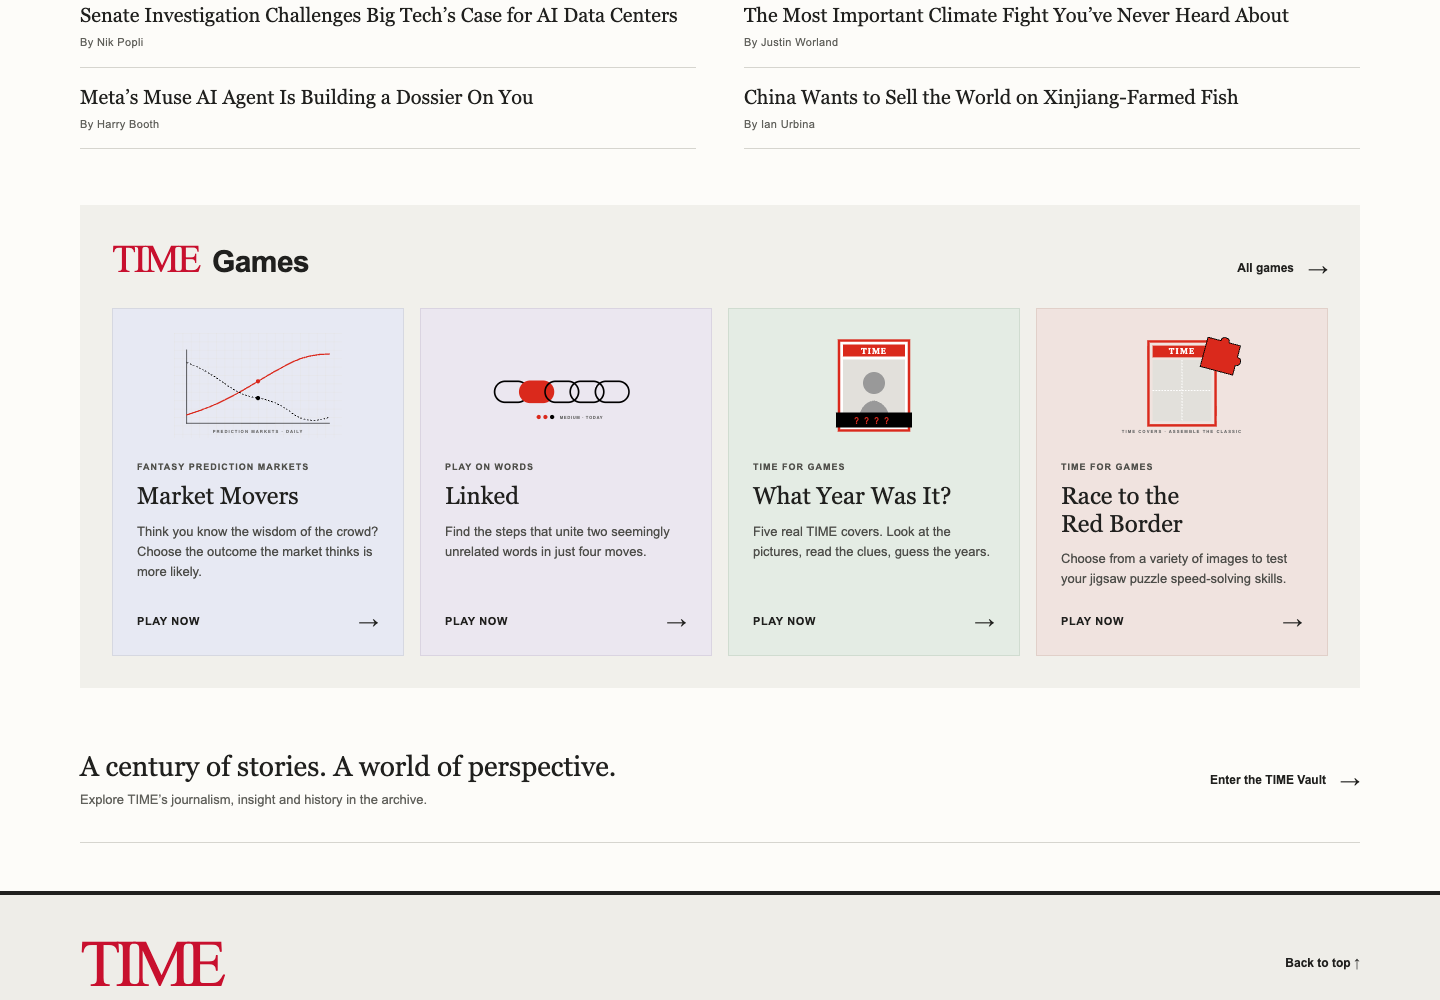 Senate Investigation Challenges Big Tech’s Case for AI Data Centers
By Nik Popli
Meta’s Muse AI Agent Is Building a Dossier On You
By Harry Booth
The Most Important Climate Fight You’ve Never Heard About
By Justin Worland
China Wants to Sell the World on Xinjiang-Farmed Fish
By Ian Urbina
TIME Games
All games →
PREDICTION MARKETS · DAILY
FANTASY PREDICTION MARKETS
Market Movers
Think you know the wisdom of the crowd?
Choose the outcome the market thinks is
more likely.
PLAY NOW →
MEDIUM · TODAY
PLAY ON WORDS
Linked
Find the steps that unite two seemingly
unrelated words in just four moves.
PLAY NOW →
TIME
? ? ? ?
TIME FOR GAMES
What Year Was It?
Five real TIME covers. Look at the
pictures, read the clues, guess the years.
PLAY NOW →
TIME
TIME COVERS · ASSEMBLE THE CLASSIC
TIME FOR GAMES
Race to the
Red Border
Choose from a variety of images to test
your jigsaw puzzle speed-solving skills.
PLAY NOW →
A century of stories. A world of perspective.
Explore TIME’s journalism, insight and history in the archive.
Enter the TIME Vault →
TIME
Back to top ↑